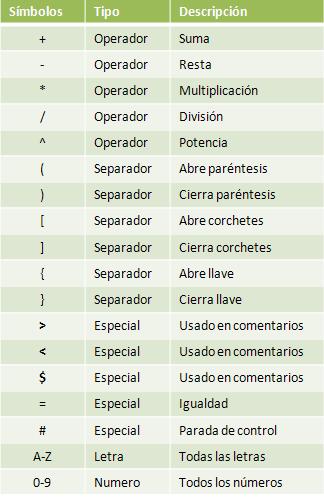 Símbolos Tipo Descripción
+ Operador Suma
- Operador Resta
* Operador Multiplicación
/ Operador División
^ Operador Potencia
( Separador Abre paréntesis
) Separador Cierra paréntesis
[ Separador Abre corchetes
] Separador Cierra corchetes
{ Separador Abre llave
} Separador Cierra llave
> Especial Usado en comentarios
< Especial Usado en comentarios
$ Especial Usado en comentarios
= Especial Igualdad
# Especial Parada de control
A-Z Letra Todas las letras
0-9 Numero Todos los números